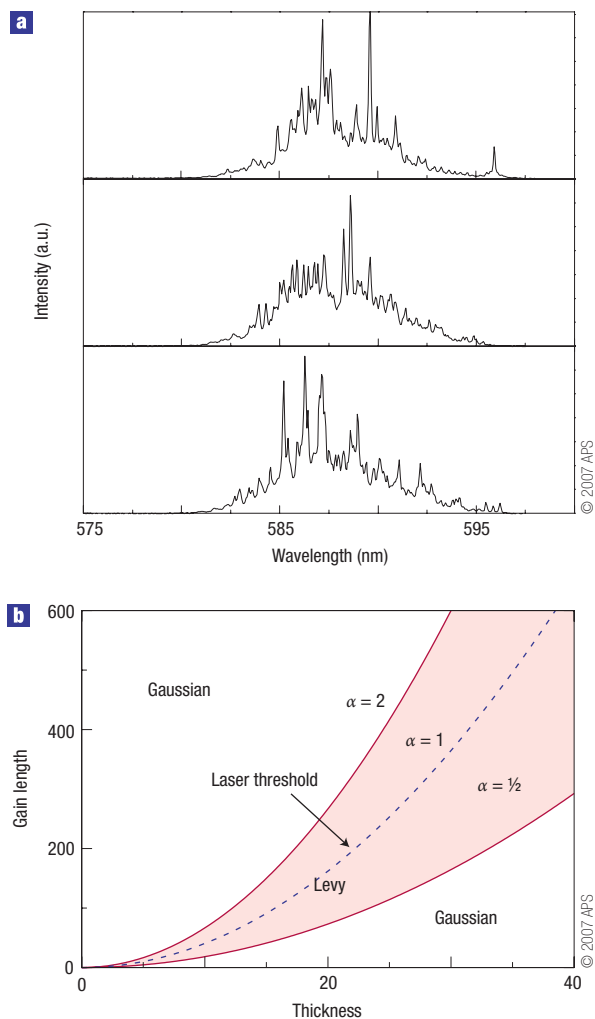 a
Intensity (a.u.)
575
585
595
Wavelength (nm)
© 2007 APS
b
600
400
200
0
Gain length
Gaussian
α = 2
α = 1
Laser threshold
α = ½
Levy
Gaussian
0
20
40
Thickness
© 2007 APS